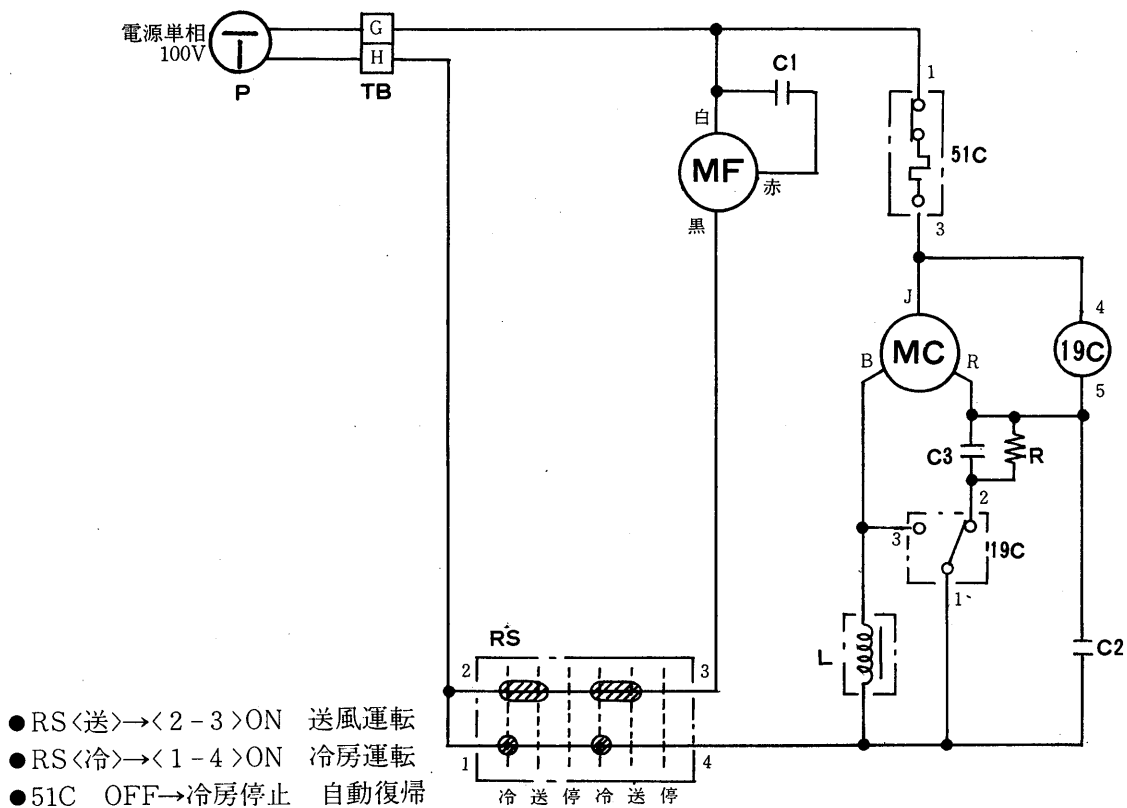 電源単相
100V
P
G
H
TB
C1
白
MF
赤
黒
1
51C
3
J
MC
B
R
4
19C
5
C3
R
2
3
19C
1
L
C2
RS
2
3
1
4
冷 送 停 冷 送 停
●RS<送>→<2-3>ON 送風運転
●RS<冷>→<1-4>ON 冷房運転
●51C OFF→冷房停止 自動復帰